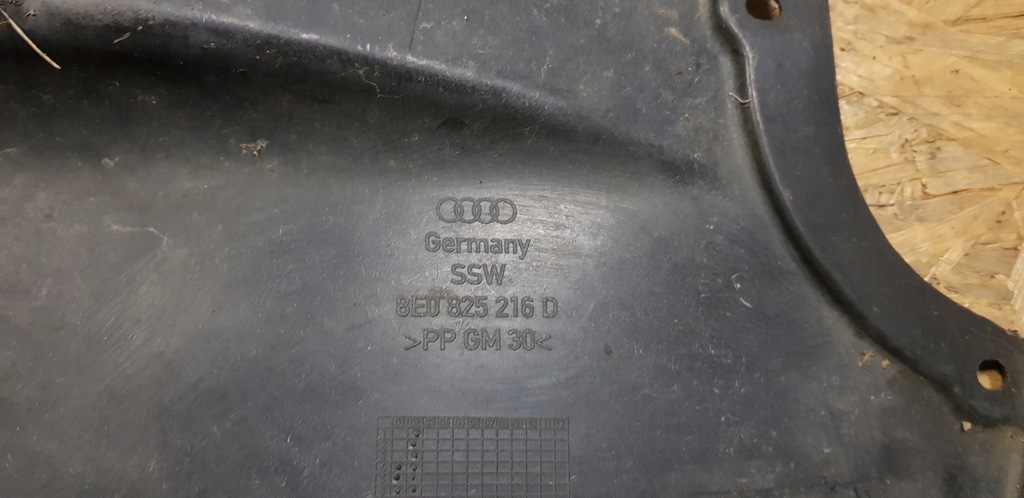 Germany
SSW
8E0 825 216 D
>PP GM 30<